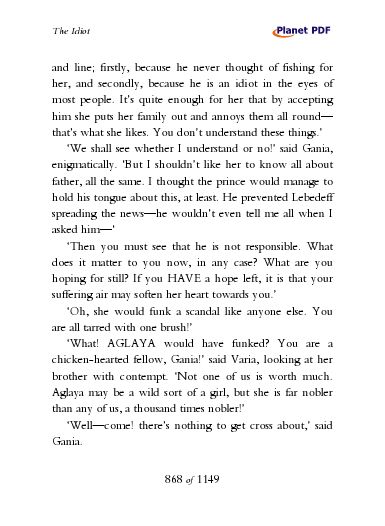 The Idiot
Planet PDF
and line; firstly, because he never thought of fishing for
her, and secondly, because he is an idiot in the eyes of
most people. It's quite enough for her that by accepting
him she puts her family out and annoys them all round—
that's what she likes. You don't understand these things.'
'We shall see whether I understand or no!' said Gania,
enigmatically. 'But I shouldn't like her to know all about
father, all the same. I thought the prince would manage to
hold his tongue about this, at least. He prevented Lebedeff
spreading the news—he wouldn't even tell me all when I
asked him—'
'Then you must see that he is not responsible. What
does it matter to you now, in any case? What are you
hoping for still? If you HAVE a hope left, it is that your
suffering air may soften her heart towards you.'
'Oh, she would funk a scandal like anyone else. You
are all tarred with one brush!'
'What! AGLAYA would have funked? You are a
chicken-hearted fellow, Gania!' said Varia, looking at her
brother with contempt. 'Not one of us is worth much.
Aglaya may be a wild sort of a girl, but she is far nobler
than any of us, a thousand times nobler!'
'Well—come! there's nothing to get cross about,' said
Gania.
868 of 1149